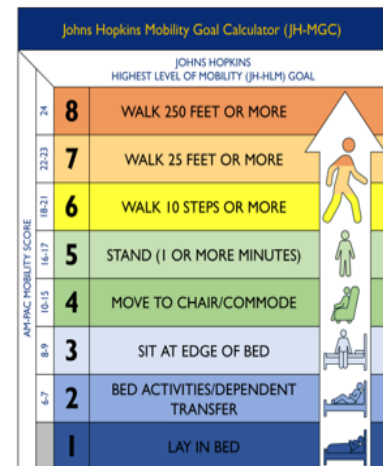 Johns Hopkins Mobility Goal Calculator (JH-MGC)
JOHNS HOPKINS
HIGHEST LEVEL OF MOBILITY (JH-HLM) GOAL
AM-PAC MOBILITY SCORE
24 8 WALK 250 FEET OR MORE
22-23 7 WALK 25 FEET OR MORE
18-21 6 WALK 10 STEPS OR MORE
16-17 5 STAND (1 OR MORE MINUTES)
10-15 4 MOVE TO CHAIR/COMMODE
8-9 3 SIT AT EDGE OF BED
6-7 2 BED ACTIVITIES/DEPENDENT
TRANSFER
1 LAY IN BED